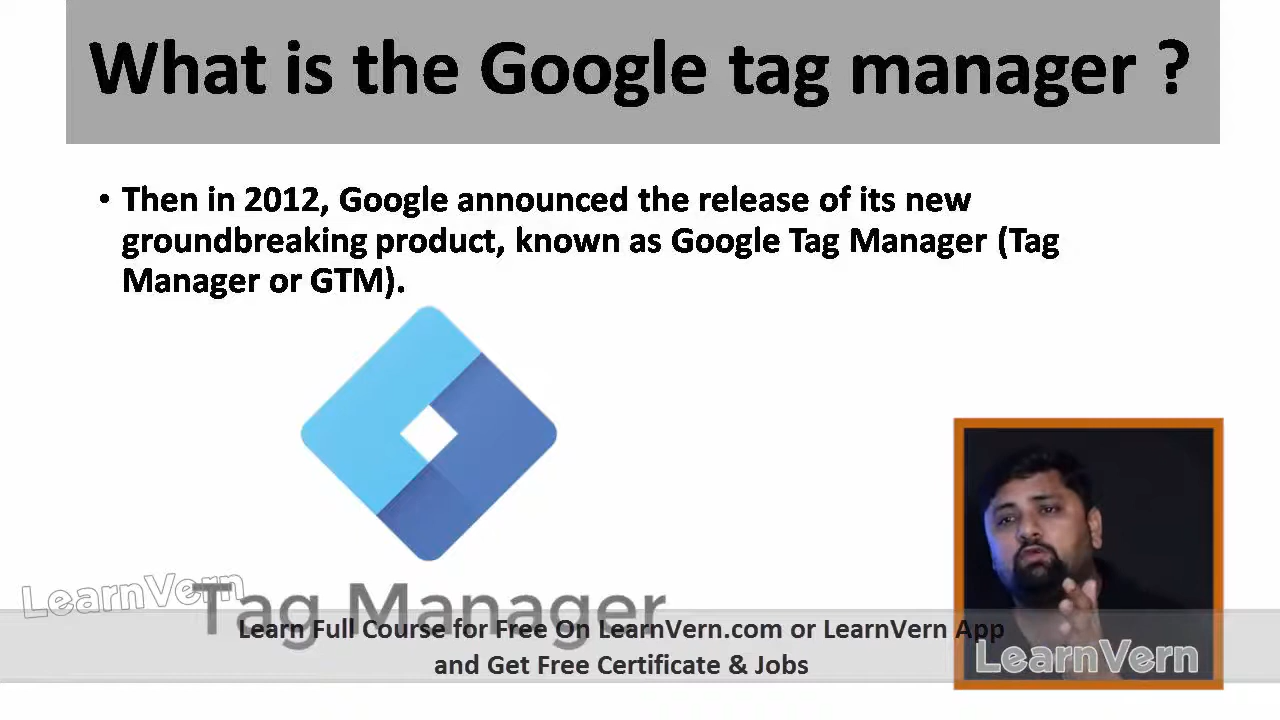 What is the Google tag manager ?
• Then in 2012, Google announced the release of its new
groundbreaking product, known as Google Tag Manager (Tag
Manager or GTM).
LearnVern
Tag Manager
Learn Full Course for Free On LearnVern.com or LearnVern App
and Get Free Certificate & Jobs
LearnVern